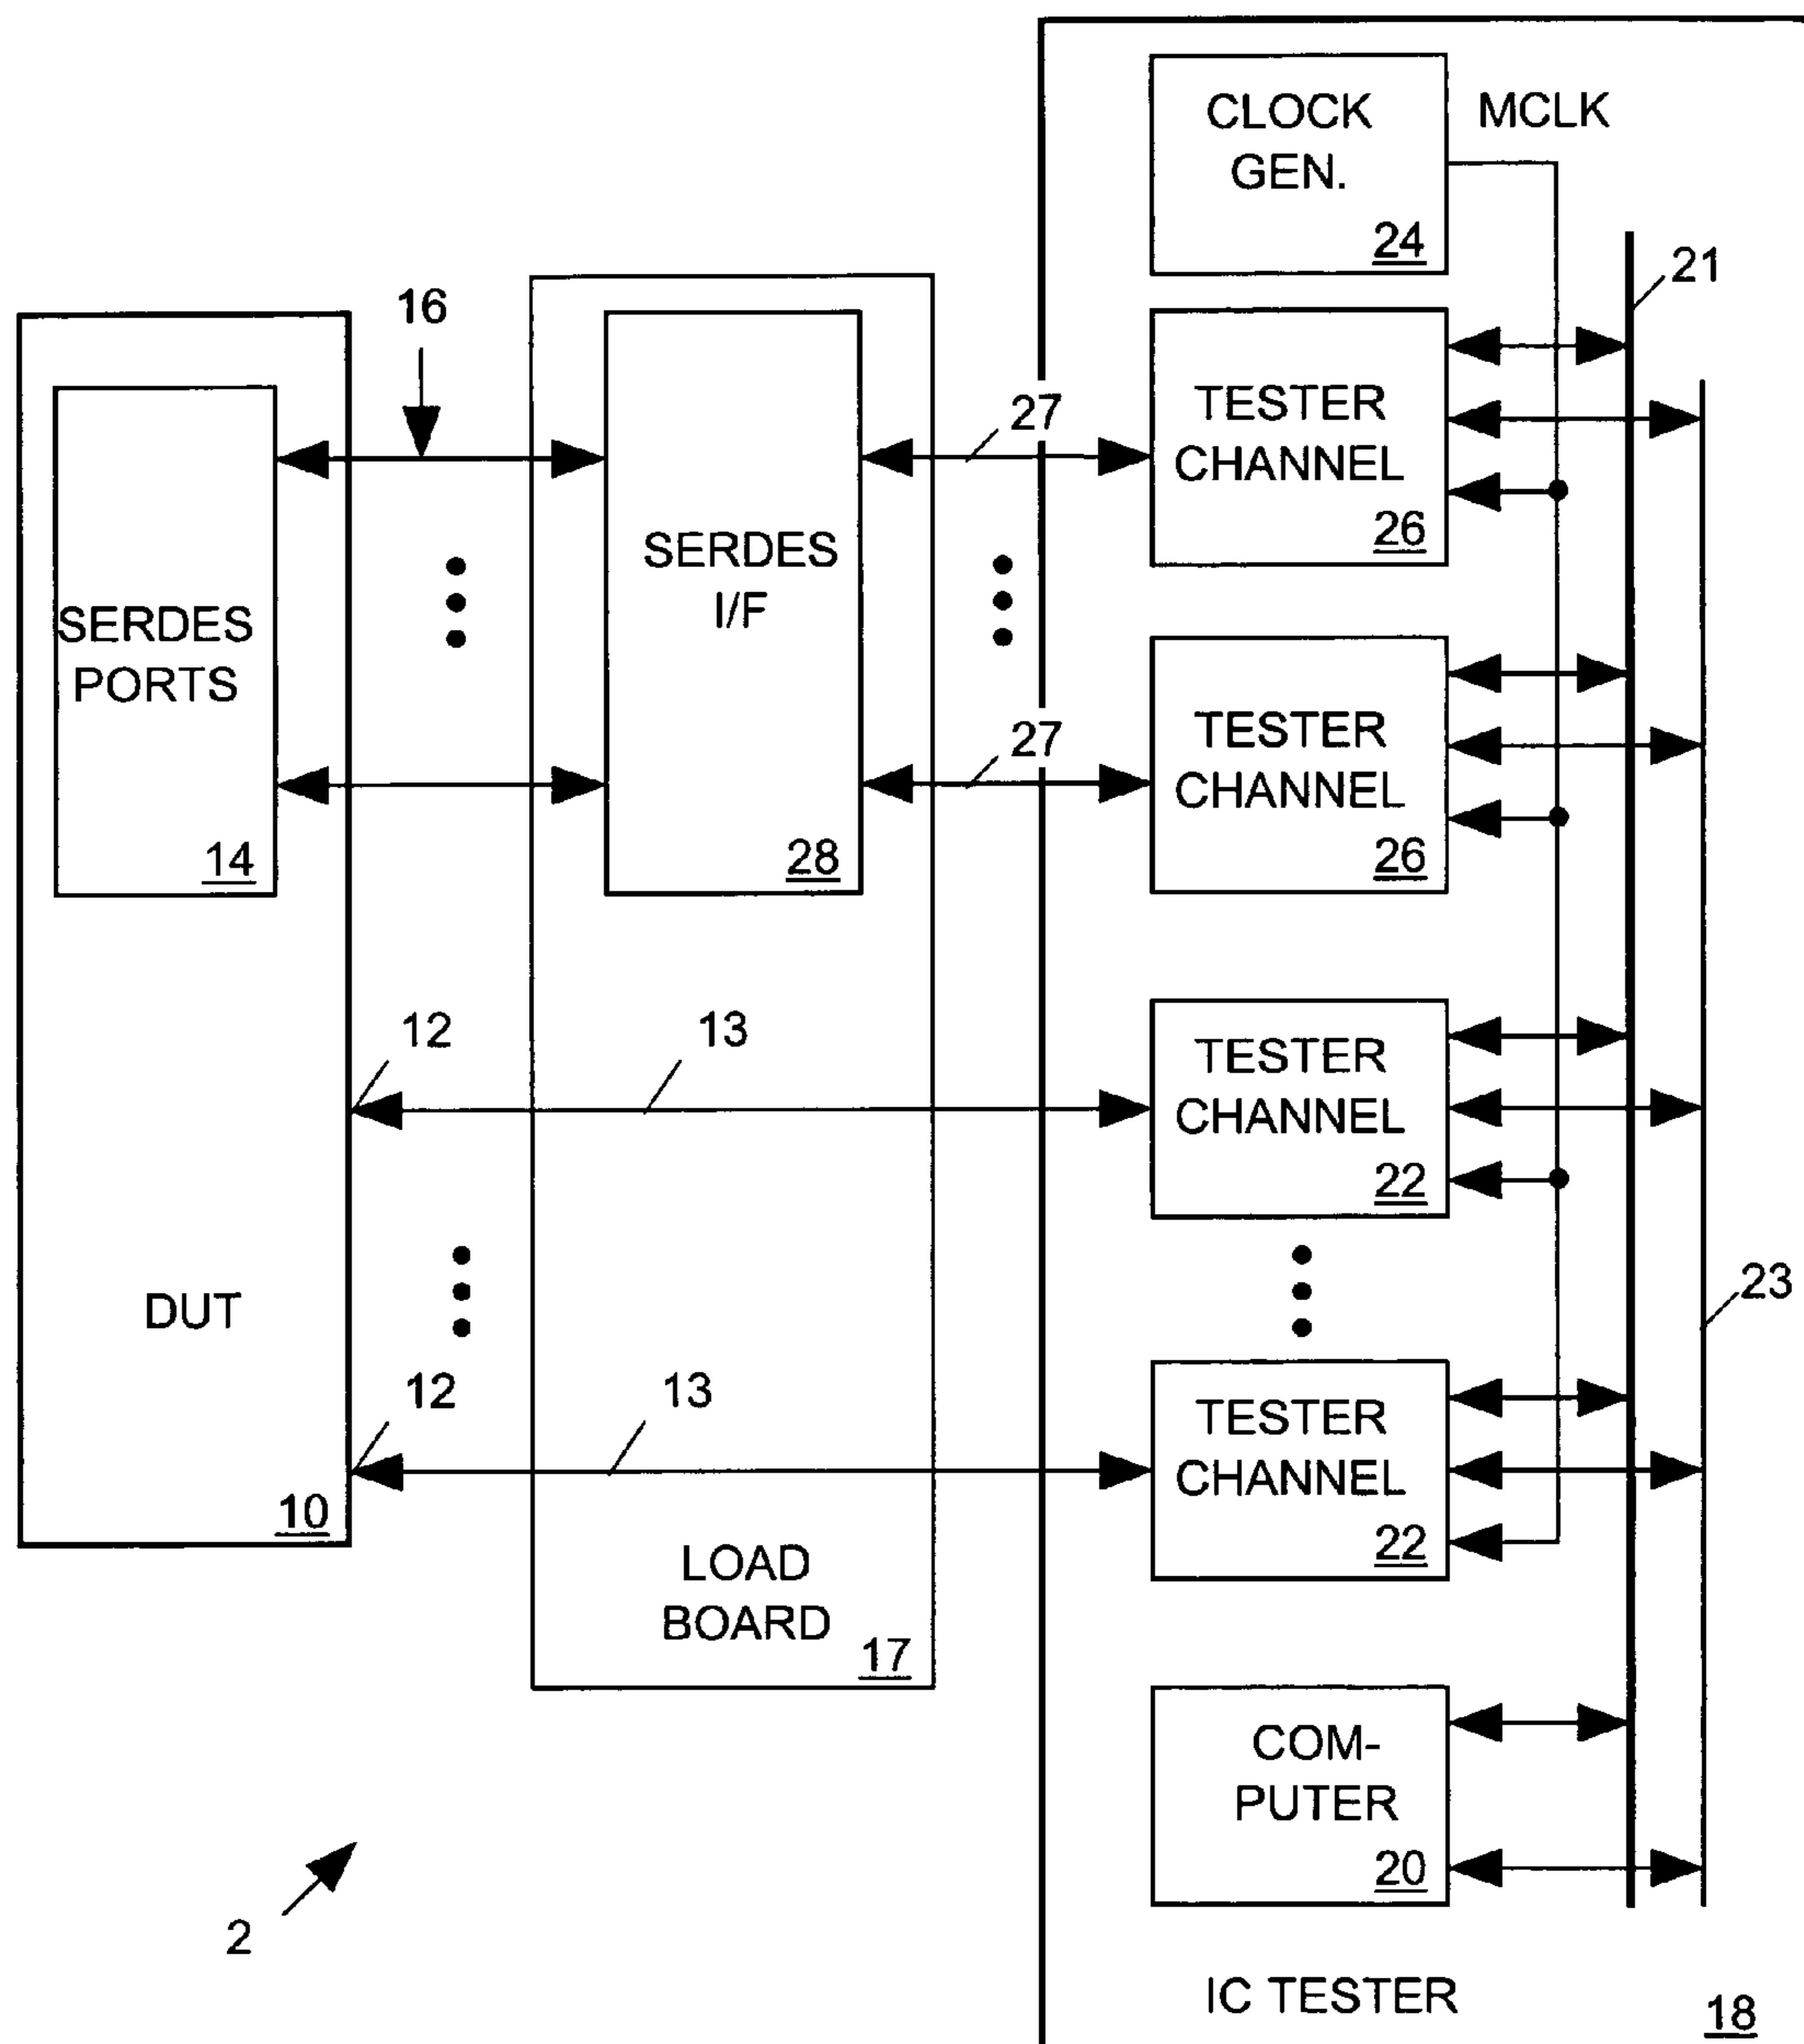 CLOCK
GEN.
24
MCLK
21
16
27
TESTER
CHANNEL
26
SERDES
I/F
28
SERDES
PORTS
14
27
TESTER
CHANNEL
26
12
13
TESTER
CHANNEL
22
23
DUT
10
12
13
TESTER
CHANNEL
22
LOAD
BOARD
17
COM-
PUTER
20
2
IC TESTER
18